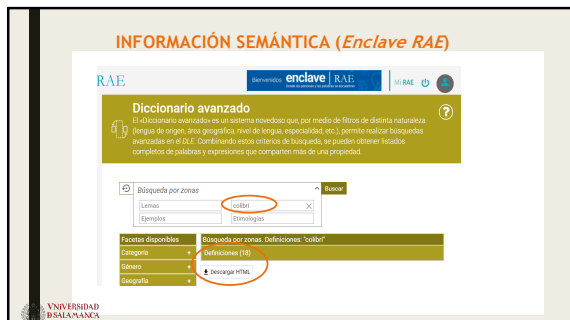 INFORMACIÓN SEMÁNTICA (Enclave RAE)
RAE
Bienvenidos enclave RAE
Mi RAE
Diccionario avanzado
El «Diccionario avanzado» es un sistema novedoso que, por medio de filtros de distinta naturaleza
(lengua de origen, área geográfica, nivel de lengua, especialidad, etc.), permite realizar búsquedas
avanzadas en el DLE. Combinando estos criterios de búsqueda, se pueden obtener listados
completos de palabras y expresiones que comparten más de una propiedad.
?
Búsqueda por zonas
Buscar
Lemas
colibrí
X
Ejemplos
Etimologías
Facetas disponibles
Búsqueda por zonas. Definiciones: "colibrí"
Categoría +
Definiciones (18)
Género +
Descargar HTML
Geografía +
VNiVERSiDAD
D SALAMANCA